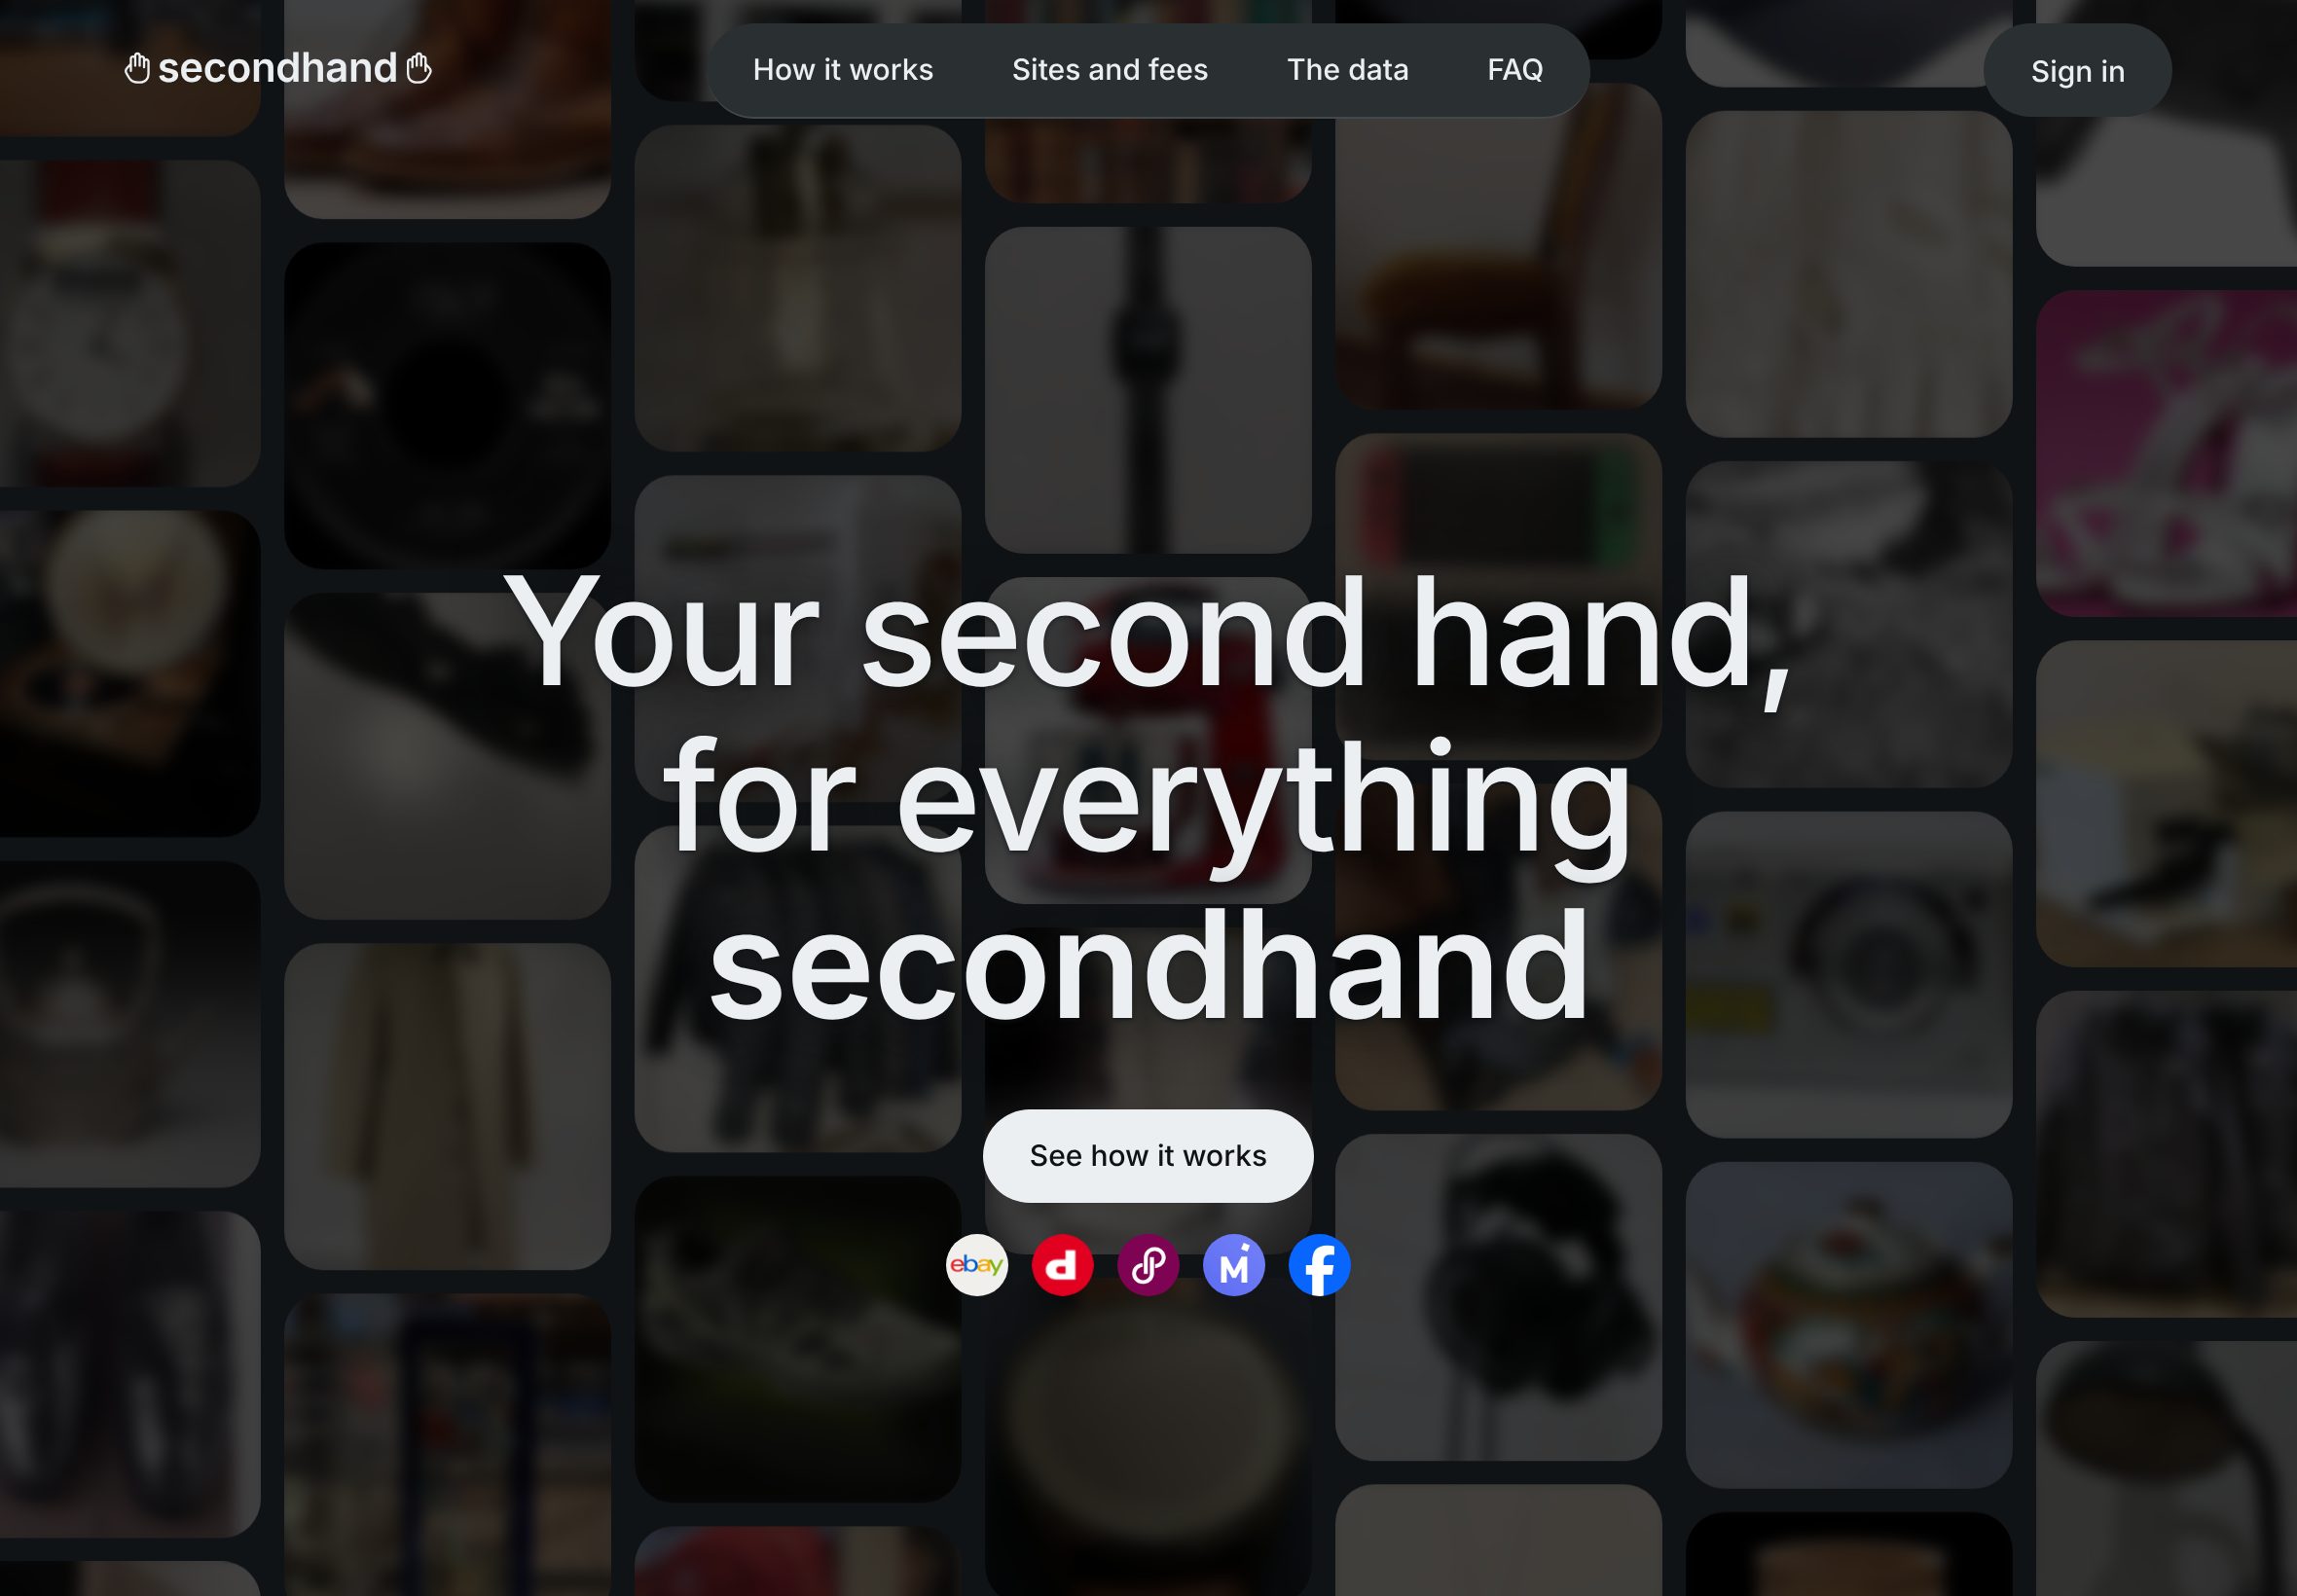 secondhand
How it works
Sites and fees
The data
FAQ
Sign in
Your second hand,
for everything
secondhand
See how it works
ebay